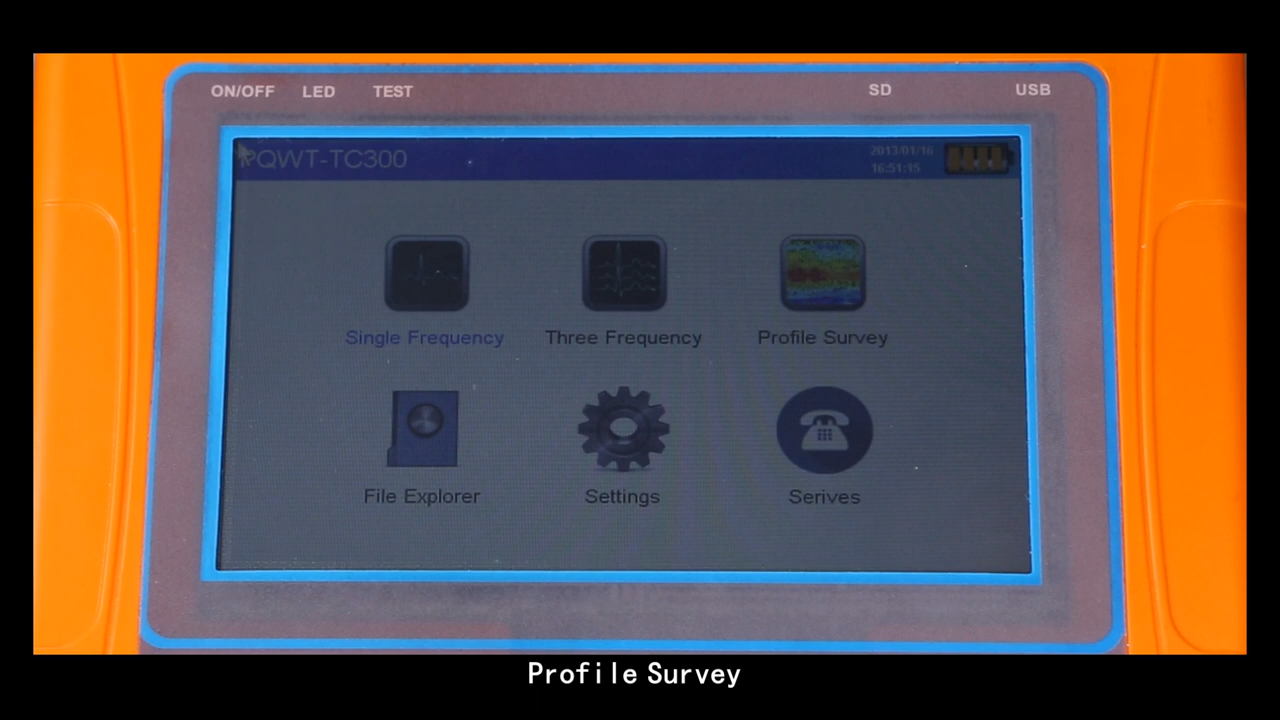 ON/OFF LED TEST SD USB
PQWT-TC300
2013/01/16
16:51:15
Single Frequency Three Frequency Profile Survey
File Explorer Settings Serives
Profile Survey